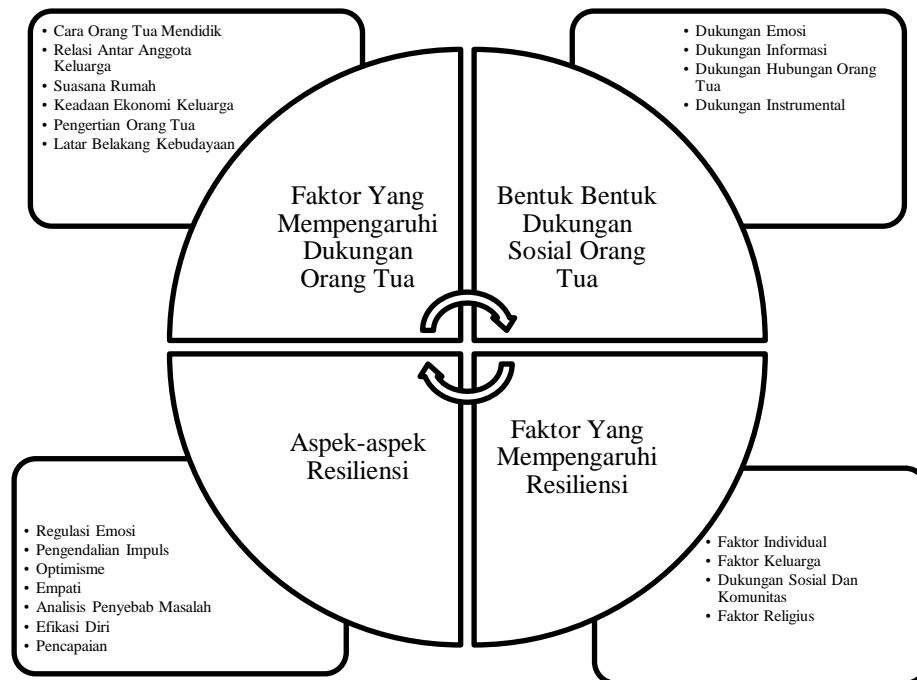 • Cara Orang Tua Mendidik
• Relasi Antar Anggota
Keluarga
• Suasana Rumah
• Keadaan Ekonomi Keluarga
• Pengertian Orang Tua
• Latar Belakang Kebudayaan
• Dukungan Emosi
• Dukungan Informasi
• Dukungan Hubungan Orang
Tua
• Dukungan Instrumental
Faktor Yang
Mempengaruhi
Dukungan
Orang Tua
Bentuk Bentuk
Dukungan
Sosial Orang
Tua
Aspek-aspek
Resiliensi
Faktor Yang
Mempengaruhi
Resiliensi
• Regulasi Emosi
• Pengendalian Impuls
• Optimisme
• Empati
• Analisis Penyebab Masalah
• Efikasi Diri
• Pencapaian
• Faktor Individual
• Faktor Keluarga
• Dukungan Sosial Dan
Komunitas
• Faktor Religius